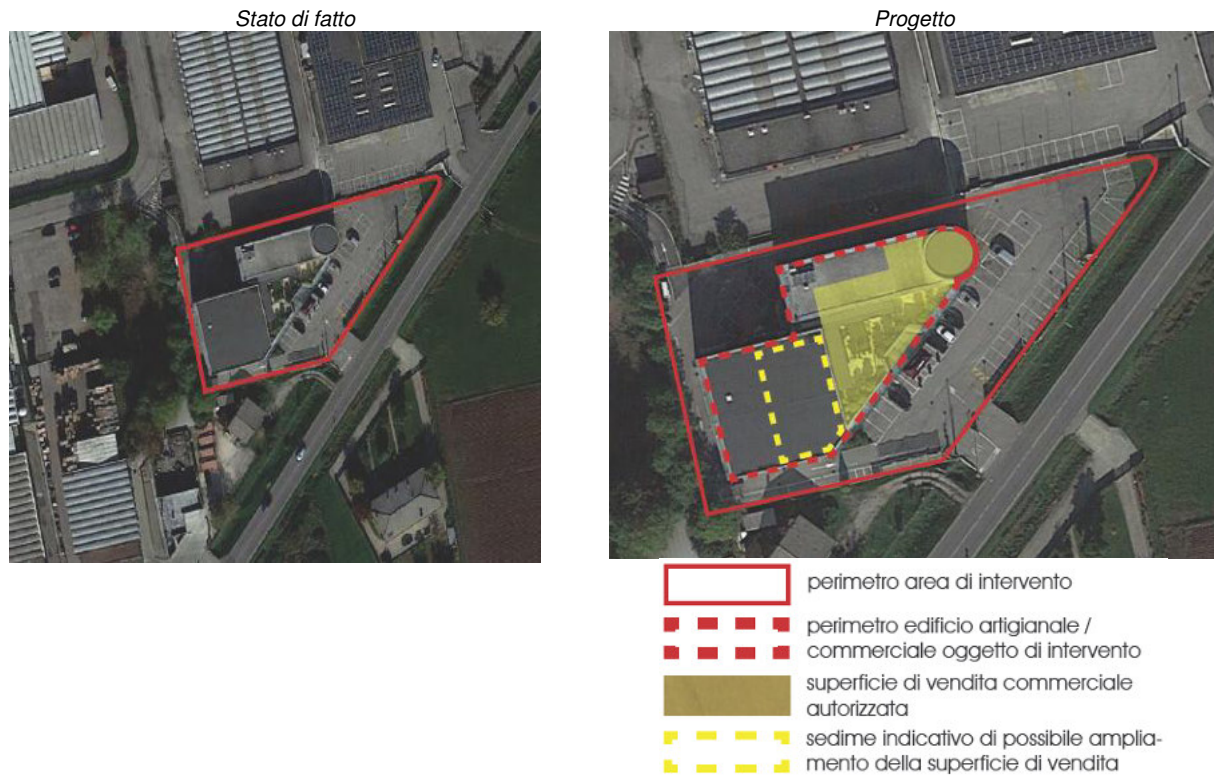 Stato di fatto
Progetto
perimetro area di intervento
perimetro edificio artigianale /
commerciale oggetto di intervento
superficie di vendita commerciale
autorizzata
sedime indicativo di possibile amplia-
mento della superficie di vendita